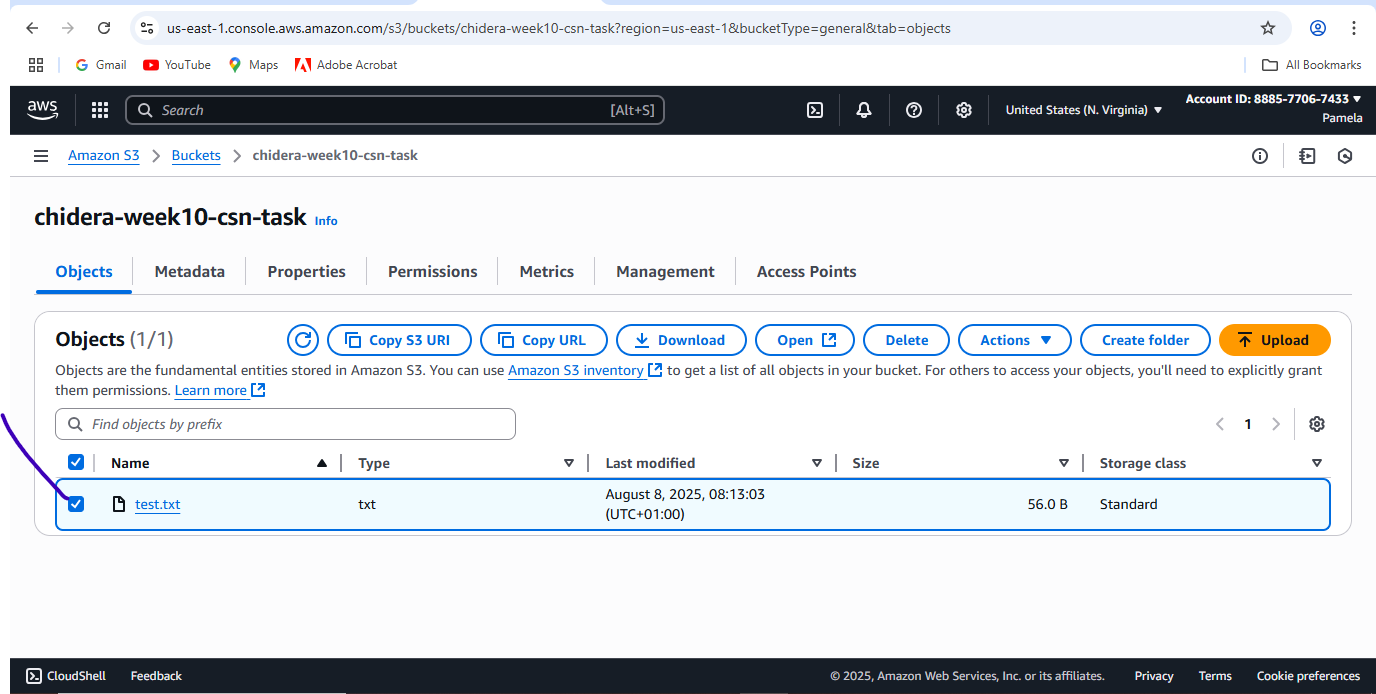 us-east-1.console.aws.amazon.com/s3/buckets/chidera-week10-csn-task?region=us-east-1&bucketType=general&tab=objects
Gmail YouTube Maps Adobe Acrobat All Bookmarks
aws Search [Alt+S] United States (N. Virginia) Account ID: 8885-7706-7433
Pamela
Amazon S3 Buckets chidera-week10-csn-task
chidera-week10-csn-task Info
Objects Metadata Properties Permissions Metrics Management Access Points
Objects (1/1) Copy S3 URI Copy URL Download Open Delete Actions Create folder Upload
Objects are the fundamental entities stored in Amazon S3. You can use Amazon S3 inventory to get a list of all objects in your bucket. For others to access your objects, you'll need to explicitly grant
them permissions. Learn more
Find objects by prefix 1
Name Type Last modified Size Storage class
test.txt txt August 8, 2025, 08:13:03 (UTC+01:00) 56.0 B Standard
CloudShell Feedback © 2025, Amazon Web Services, Inc. or its affiliates. Privacy Terms Cookie preferences